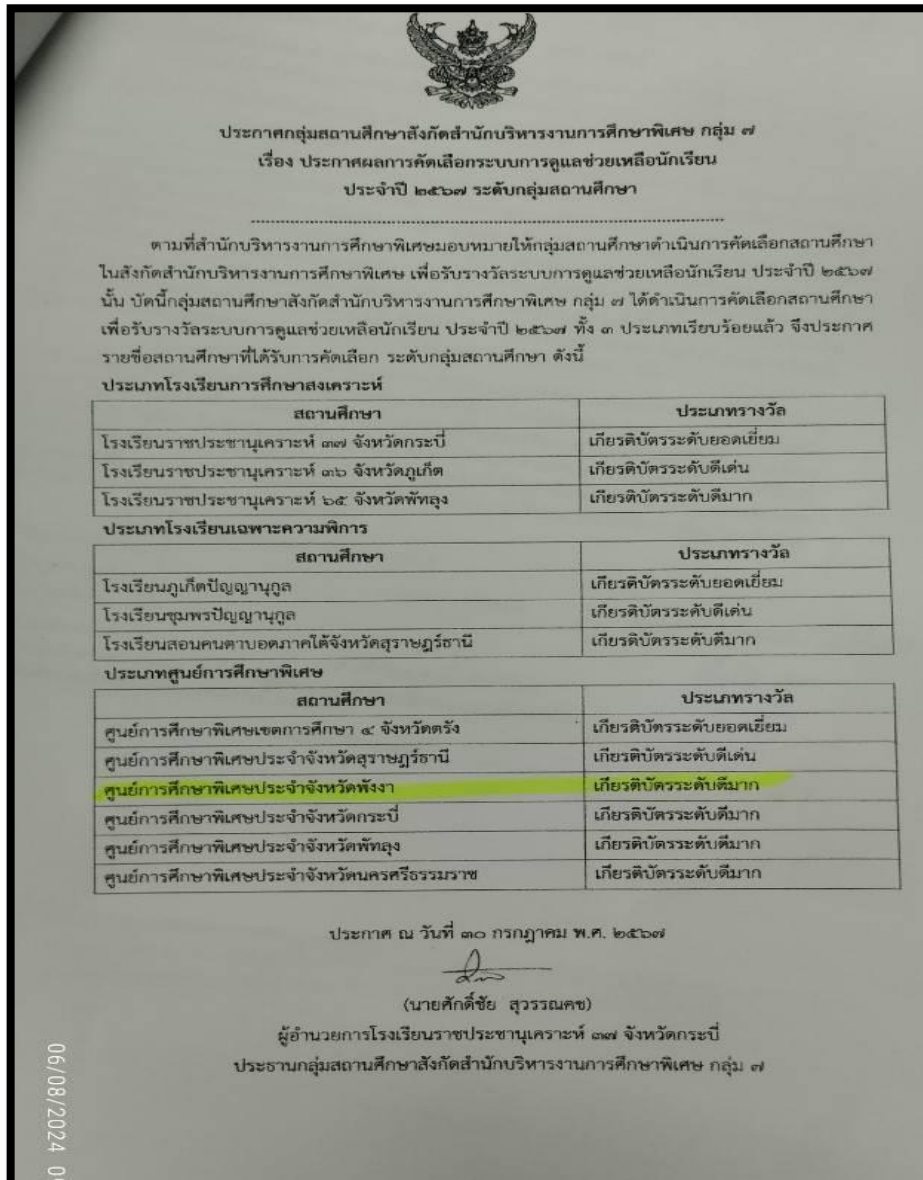 ประกาศกลุ่มสถานศึกษาสังกัดสำนักบริหารงานการศึกษาพิเศษ กลุ่ม ๗
เรื่อง ประกาศผลการคัดเลือกระบบการดูแลช่วยเหลือนักเรียน
ประจำปี ๒๕๖๗ ระดับกลุ่มสถานศึกษา
ตามที่สำนักบริหารงานการศึกษาพิเศษมอบหมายให้กลุ่มสถานศึกษาดำเนินการคัดเลือกสถานศึกษา
ในสังกัดสำนักบริหารงานการศึกษาพิเศษ เพื่อรับรางวัลระบบการดูแลช่วยเหลือนักเรียน ประจำปี ๒๕๖๗
นั้น บัดนี้กลุ่มสถานศึกษาสังกัดสำนักบริหารงานการศึกษาพิเศษ กลุ่ม ๗ ได้ดำเนินการคัดเลือกสถานศึกษา
เพื่อรับรางวัลระบบการดูแลช่วยเหลือนักเรียน ประจำปี ๒๕๖๗ ทั้ง ๓ ประเภทเรียบร้อยแล้ว จึงประกาศ
รายชื่อสถานศึกษาที่ได้รับการคัดเลือก ระดับกลุ่มสถานศึกษา ดังนี้
ประเภทโรงเรียนการศึกษาสงเคราะห์
สถานศึกษา ประเภทรางวัล
โรงเรียนราชประชานุเคราะห์ ๓๗ จังหวัดกระบี่ เกียรติบัตรระดับยอดเยี่ยม
โรงเรียนราชประชานุเคราะห์ ๓๖ จังหวัดภูเก็ต เกียรติบัตรระดับดีเด่น
โรงเรียนราชประชานุเคราะห์ ๖๕ จังหวัดพัทลุง เกียรติบัตรระดับดีมาก
ประเภทโรงเรียนเฉพาะความพิการ
สถานศึกษา ประเภทรางวัล
โรงเรียนภูเก็ตปัญญานุกูล เกียรติบัตรระดับยอดเยี่ยม
โรงเรียนชุมพรปัญญานุกูล เกียรติบัตรระดับดีเด่น
โรงเรียนสอนคนตาบอดภาคใต้จังหวัดสุราษฎร์ธานี เกียรติบัตรระดับดีมาก
ประเภทศูนย์การศึกษาพิเศษ
สถานศึกษา ประเภทรางวัล
ศูนย์การศึกษาพิเศษเขตการศึกษา ๔ จังหวัดตรัง เกียรติบัตรระดับยอดเยี่ยม
ศูนย์การศึกษาพิเศษประจำจังหวัดสุราษฎร์ธานี เกียรติบัตรระดับดีเด่น
ศูนย์การศึกษาพิเศษประจำจังหวัดพังงา เกียรติบัตรระดับดีมาก
ศูนย์การศึกษาพิเศษประจำจังหวัดกระบี่ เกียรติบัตรระดับดีมาก
ศูนย์การศึกษาพิเศษประจำจังหวัดพัทลุง เกียรติบัตรระดับดีมาก
ศูนย์การศึกษาพิเศษประจำจังหวัดนครศรีธรรมราช เกียรติบัตรระดับดีมาก
ประกาศ ณ วันที่ ๓๐ กรกฎาคม พ.ศ. ๒๕๖๗
(นายศักดิ์ชัย สุวรรณคช)
ผู้อำนวยการโรงเรียนราชประชานุเคราะห์ ๓๗ จังหวัดกระบี่
ประธานกลุ่มสถานศึกษาสังกัดสำนักบริหารงานการศึกษาพิเศษ กลุ่ม ๗
06/08/2024